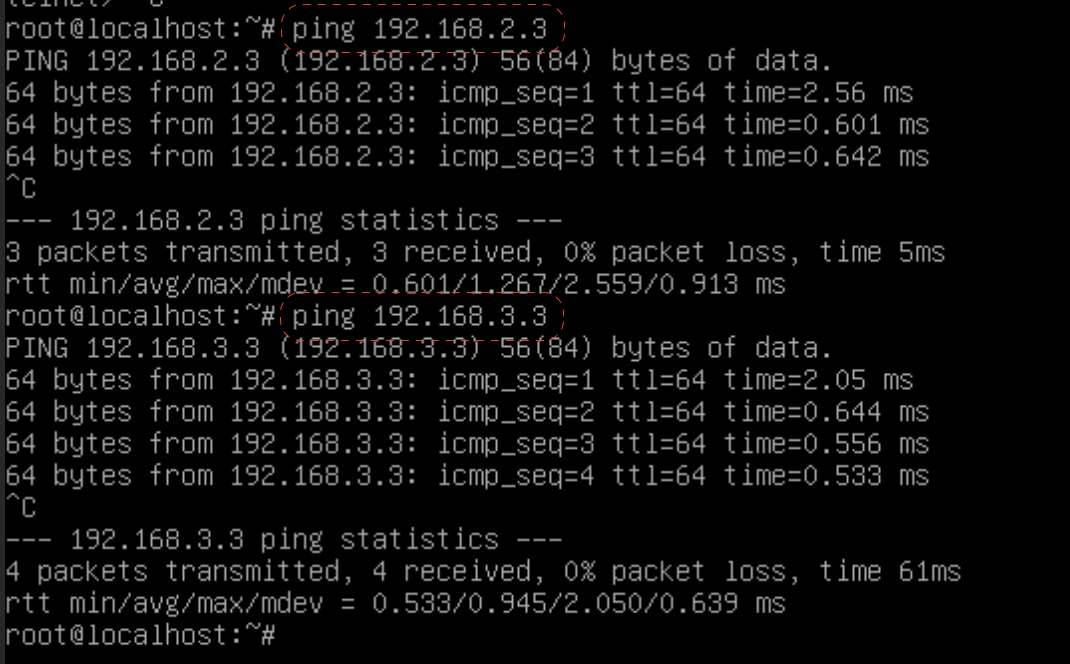 root@localhost:~# ping 192.168.2.3
PING 192.168.2.3 (192.168.2.3) 56(84) bytes of data.
64 bytes from 192.168.2.3: icmp_seq=1 ttl=64 time=2.56 ms
64 bytes from 192.168.2.3: icmp_seq=2 ttl=64 time=0.601 ms
64 bytes from 192.168.2.3: icmp_seq=3 ttl=64 time=0.642 ms
^C
--- 192.168.2.3 ping statistics ---
3 packets transmitted, 3 received, 0% packet loss, time 5ms
rtt min/avg/max/mdev = 0.601/1.267/2.559/0.913 ms
root@localhost:~# ping 192.168.3.3
PING 192.168.3.3 (192.168.3.3) 56(84) bytes of data.
64 bytes from 192.168.3.3: icmp_seq=1 ttl=64 time=2.05 ms
64 bytes from 192.168.3.3: icmp_seq=2 ttl=64 time=0.644 ms
64 bytes from 192.168.3.3: icmp_seq=3 ttl=64 time=0.556 ms
64 bytes from 192.168.3.3: icmp_seq=4 ttl=64 time=0.533 ms
^C
--- 192.168.3.3 ping statistics ---
4 packets transmitted, 4 received, 0% packet loss, time 61ms
rtt min/avg/max/mdev = 0.533/0.945/2.050/0.639 ms
root@localhost:~#